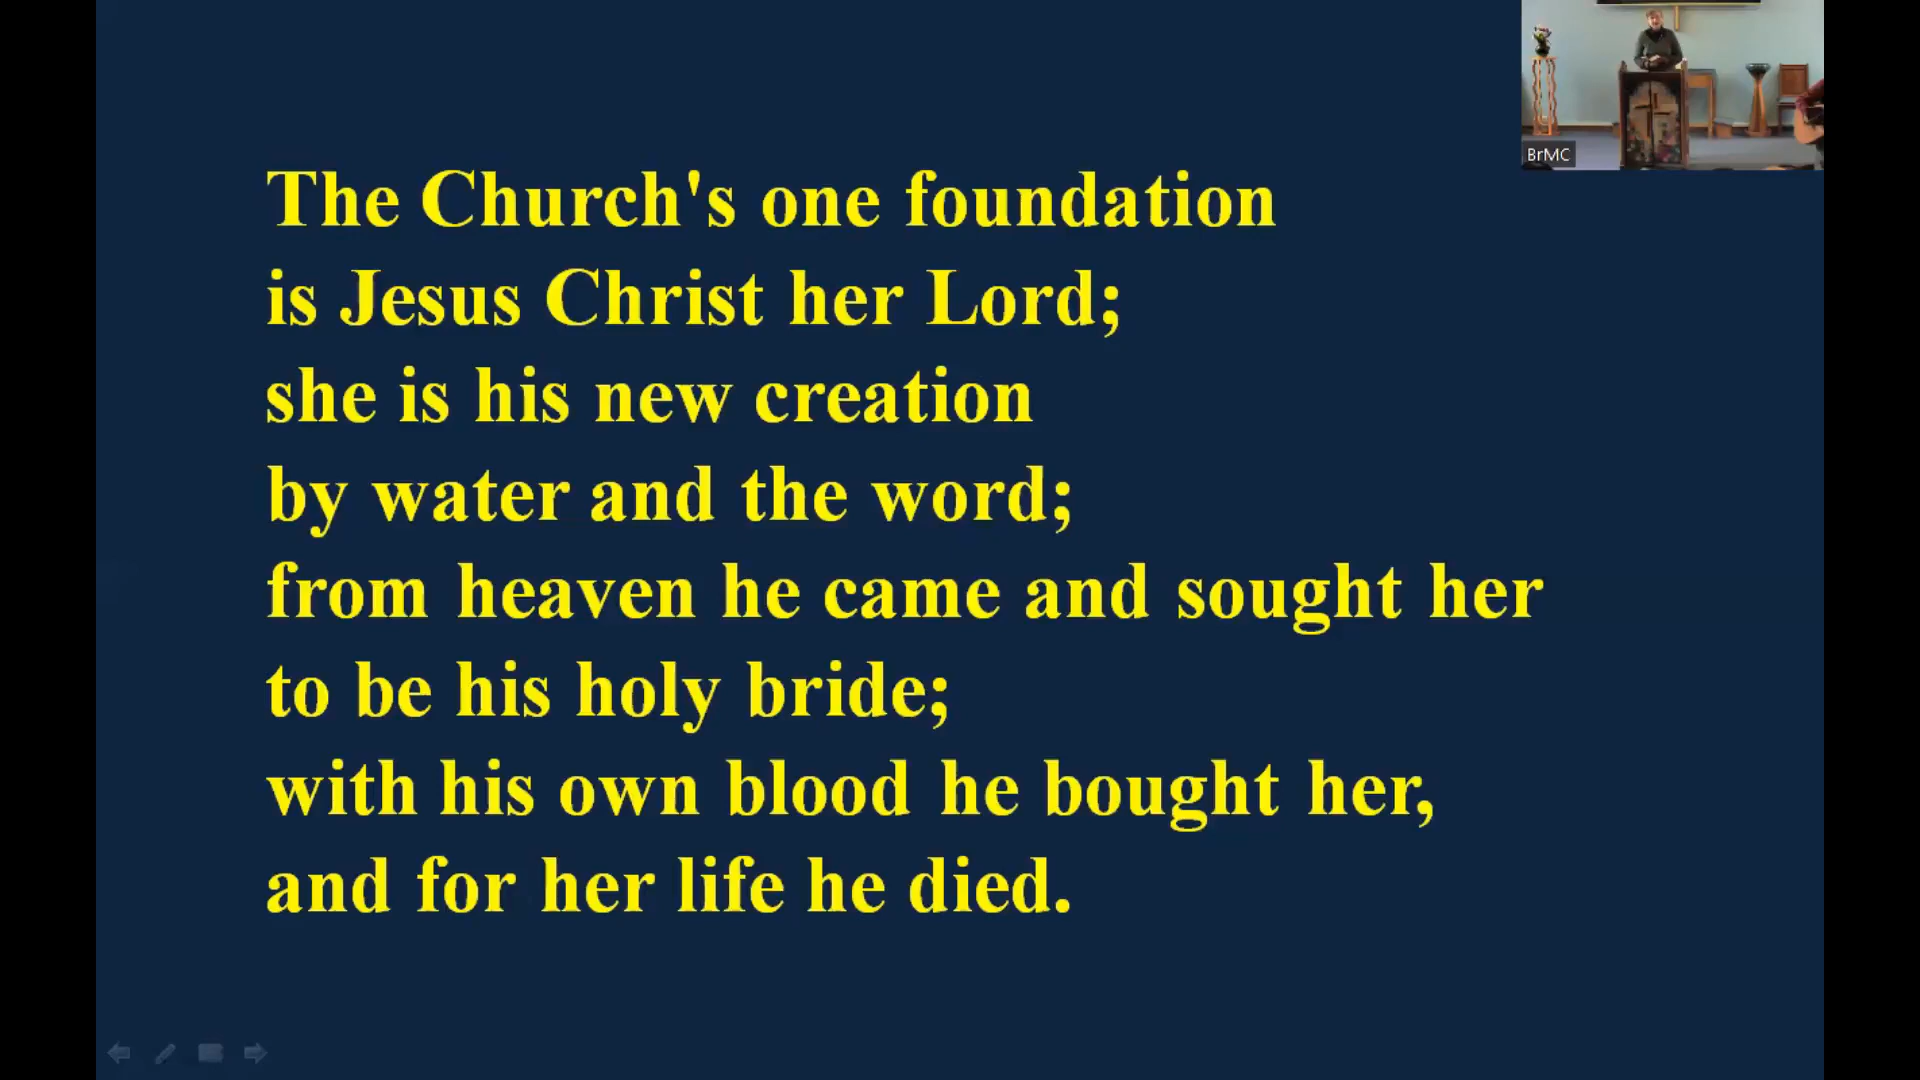 The Church's one foundation
is Jesus Christ her Lord;
she is his new creation
by water and the word;
from heaven he came and sought her
to be his holy bride;
with his own blood he bought her,
and for her life he died.
BrMC